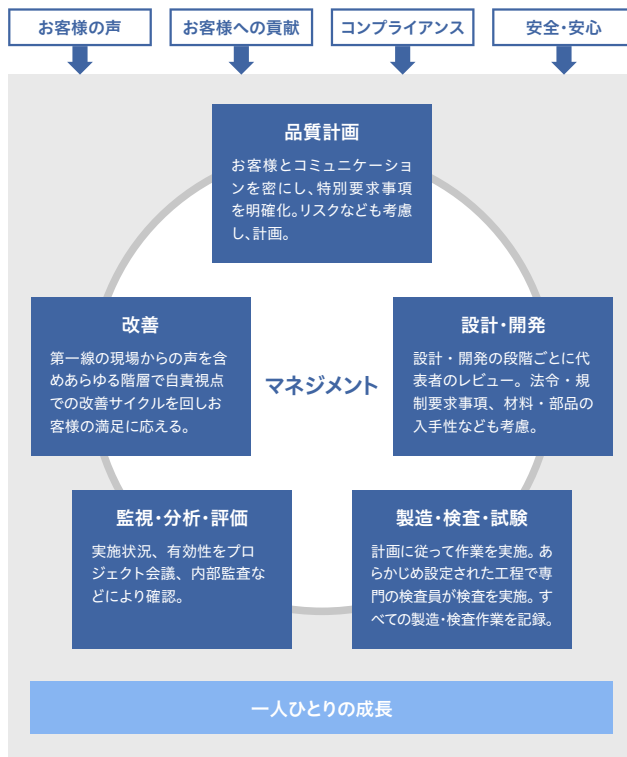 お客様の声
お客様への貢献
コンプライアンス
安全・安心
品質計画
お客様とコミュニケーショ
ンを密にし、特別要求事項
を明確化。リスクなども考慮
し、計画。
改善
第一線の現場からの声を含
めあらゆる階層で自責視点
での改善サイクルを回しお
客様の満足に応える。
マネジメント
設計・開発
設計・開発の段階ごとに代
表者のレビュー。法令・規
制要求事項、材料・部品の
入手性なども考慮。
監視・分析・評価
実施状況、有効性をプロ
ジェクト会議、内部監査な
どにより確認。
製造・検査・試験
計画に従って作業を実施。あ
らかじめ設定された工程で専
門の検査員が検査を実施。す
べての製造・検査作業を記録。
一人ひとりの成長